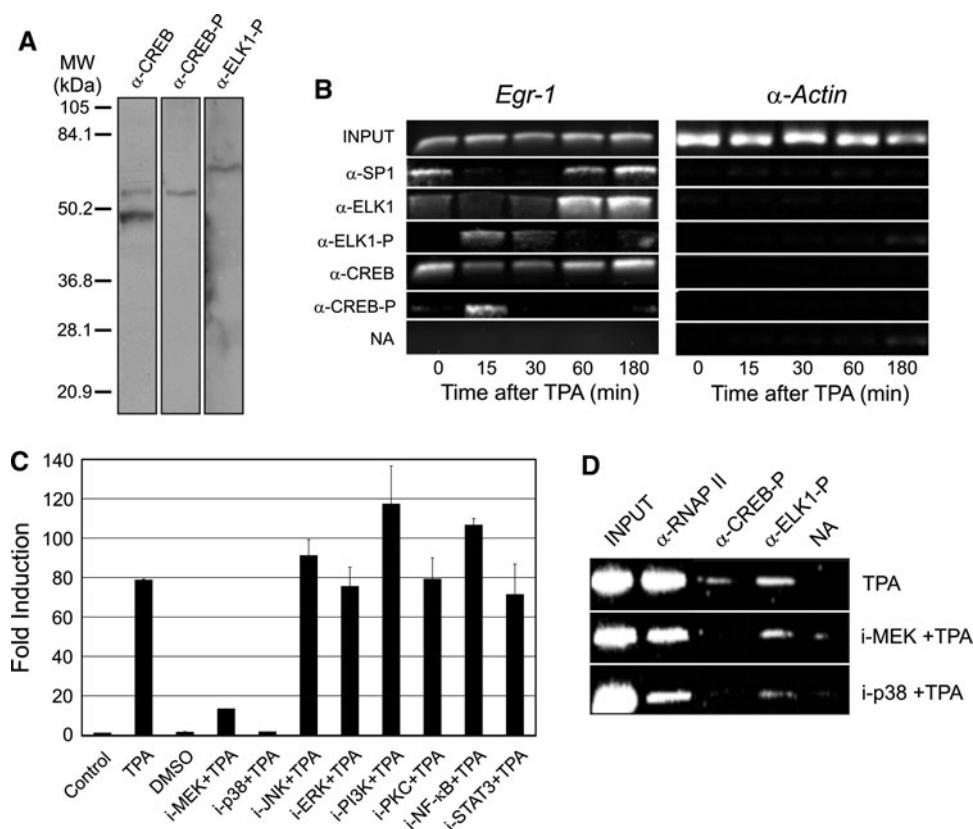 A
MW
(kDa)
α-CREB
α-CREB-P
α-ELK1-P
105
84.1
50.2
36.8
28.1
20.9
B
Egr-1
α-Actin
INPUT
α-SP1
α-ELK1
α-ELK1-P
α-CREB
α-CREB-P
NA
0 15 30 60 180
Time after TPA (min)
0 15 30 60 180
Time after TPA (min)
C
Fold Induction
140
120
100
80
60
40
20
0
Control
TPA
DMSO
i-MEK+TPA
i-p38+TPA
i-JNK+TPA
i-ERK+TPA
i-PI3K+TPA
i-PKC+TPA
i-NF-κB+TPA
i-STAT3+TPA
D
INPUT
α-RNAP II
α-CREB-P
α-ELK1-P
NA
TPA
i-MEK +TPA
i-p38 +TPA